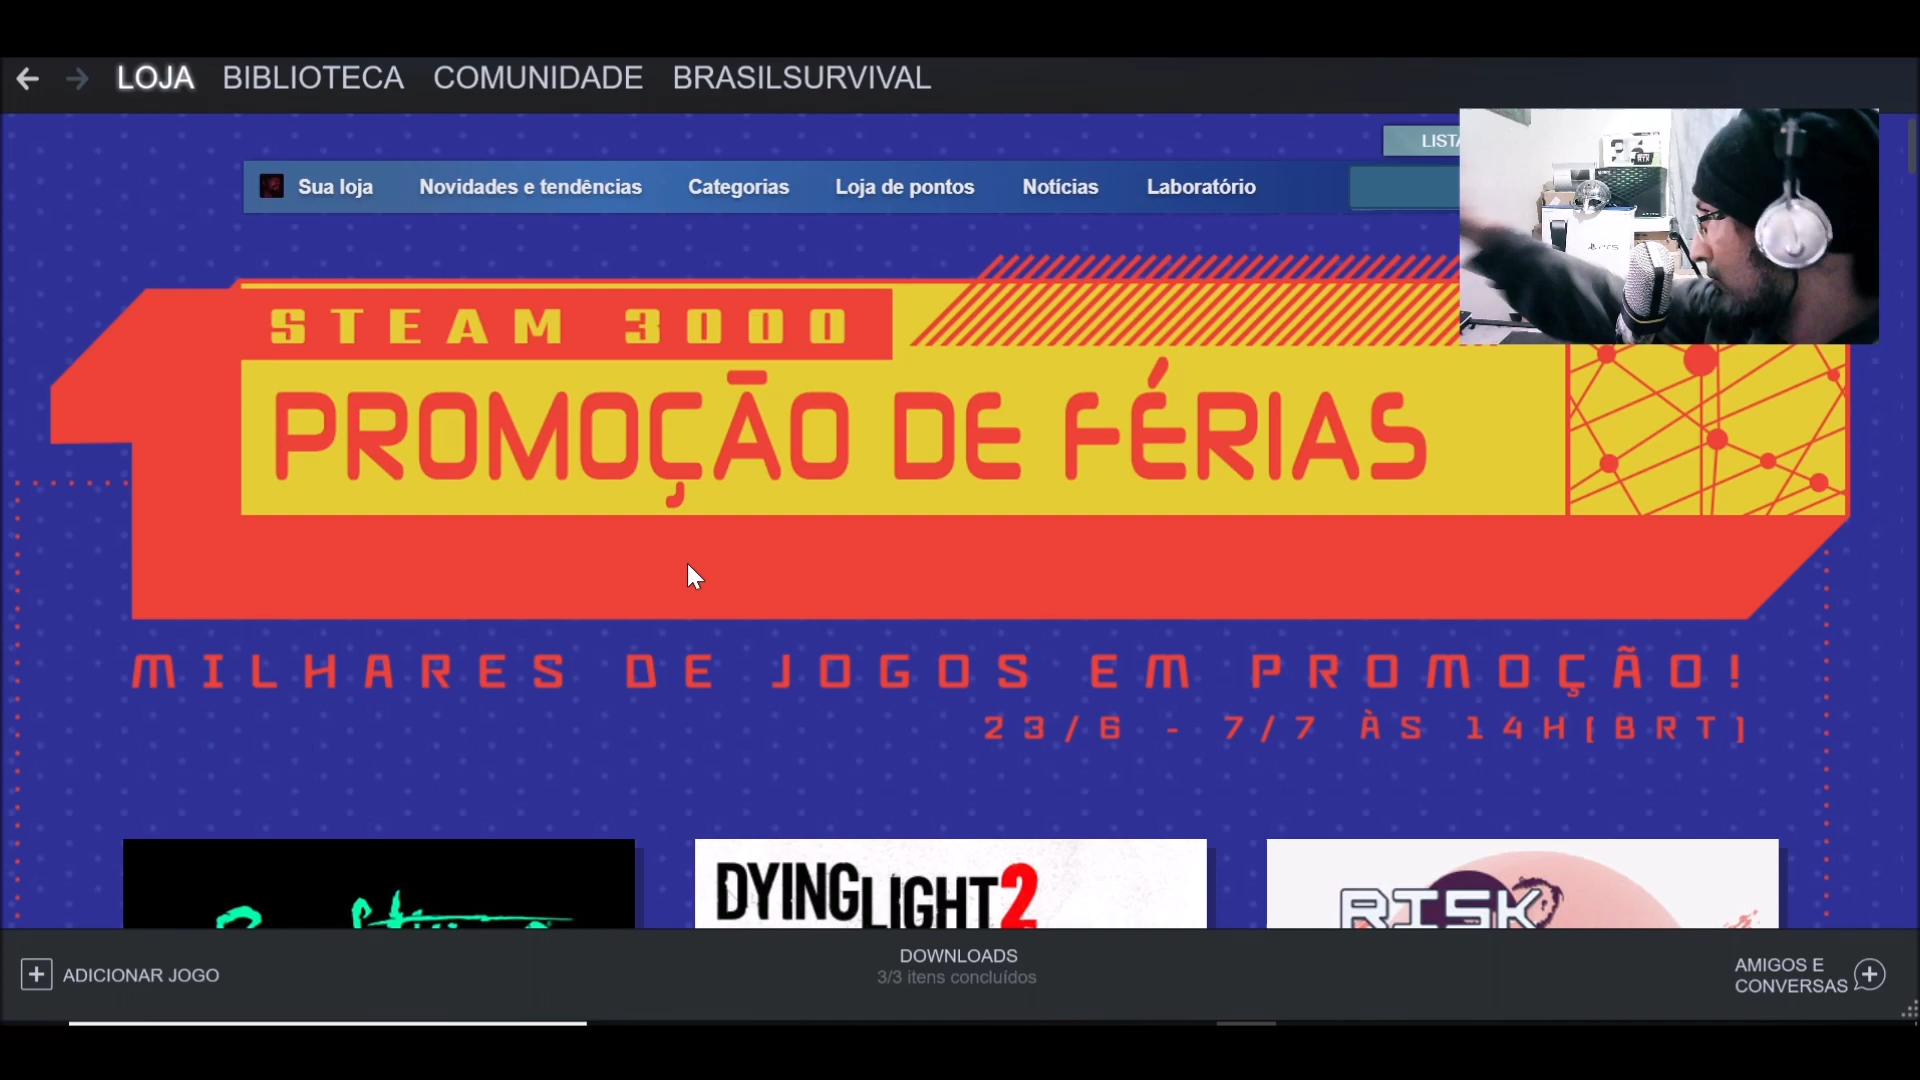 LOJA BIBLIOTECA COMUNIDADE BRASILSURVIVAL
Sua loja Novidades e tendências Categorias Loja de pontos Notícias Laboratório
STEAM 3000
PROMOÇÃO DE FÉRIAS
MILHARES DE JOGOS EM PROMOÇÃO!
23/6 - 7/7 ÀS 14H[BRT]
DYING LIGHT 2
RISK
ADICIONAR JOGO
DOWNLOADS
3/3 itens concluídos
AMIGOS E
CONVERSAS